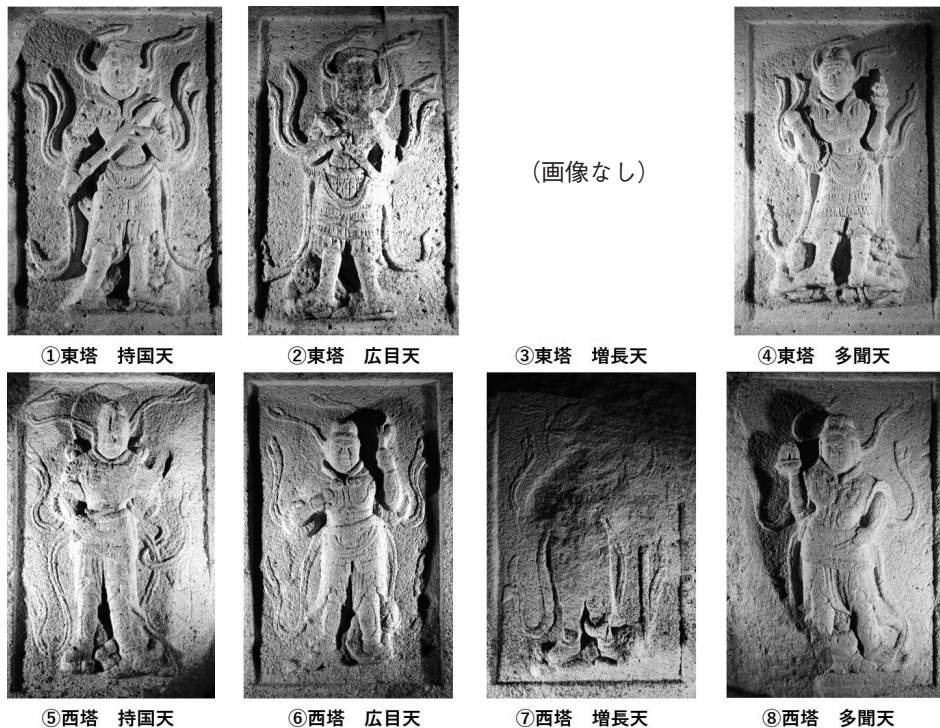 （画像なし）
①東塔　持国天
②東塔　広目天
③東塔　増長天
④東塔　多聞天
⑤西塔　持国天
⑥西塔　広目天
⑦西塔　増長天
⑧西塔　多聞天